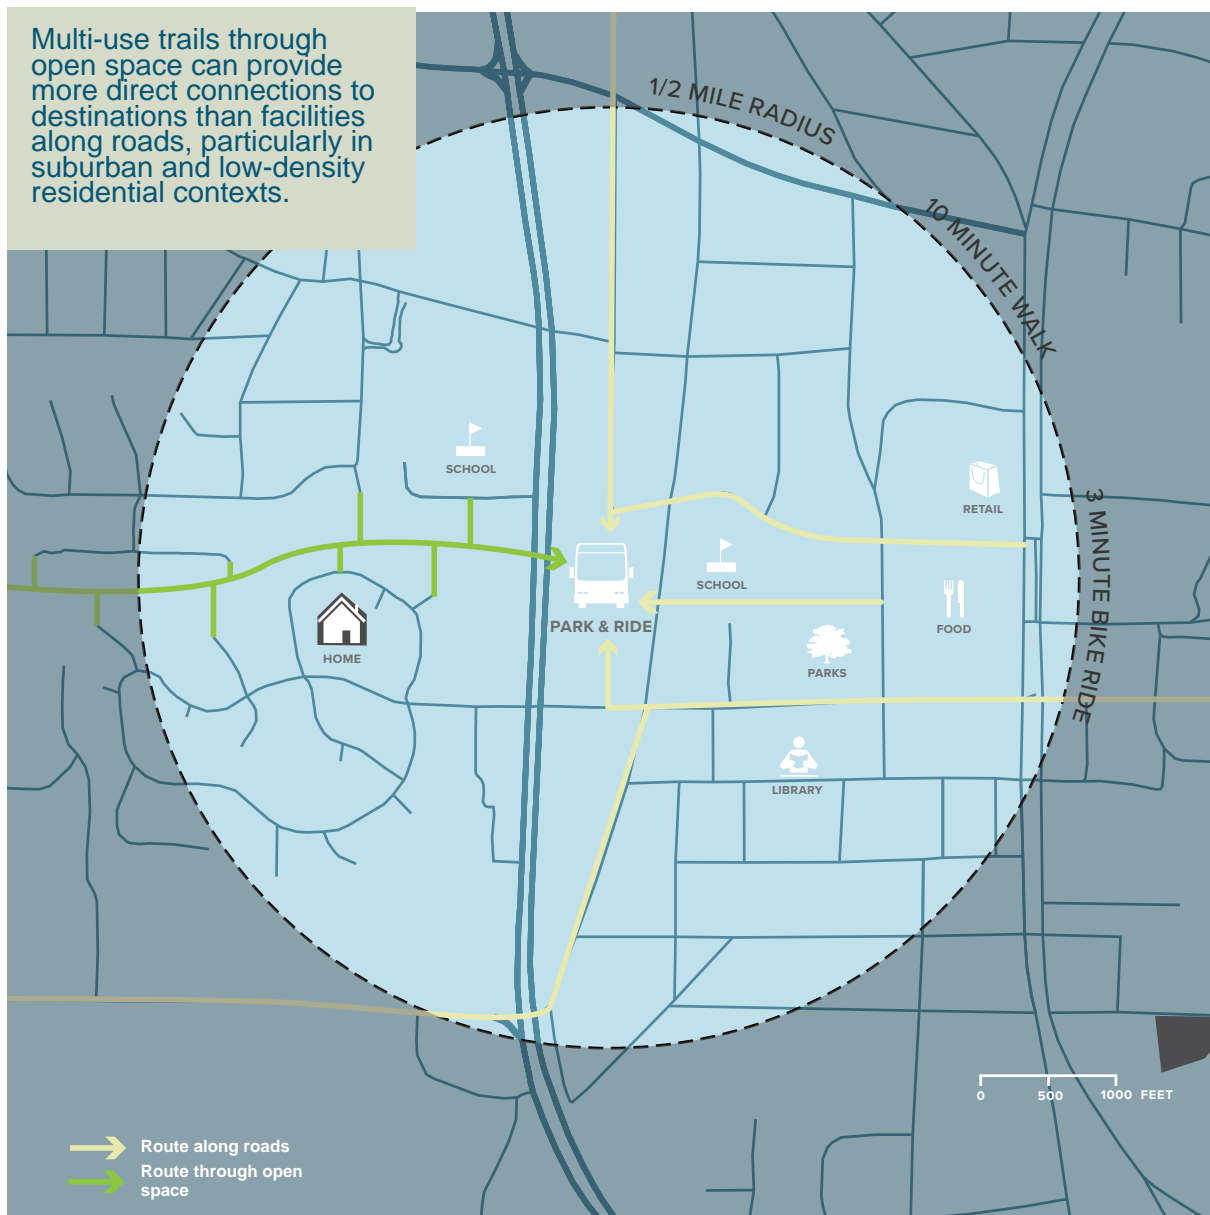 Multi-use trails through
open space can provide
more direct connections to
destinations than facilities
along roads, particularly in
suburban and low-density
residential contexts.
1/2 MILE RADIUS
10 MINUTE WALK
3 MINUTE BIKE RIDE
SCHOOL
RETAIL
SCHOOL
PARK & RIDE
FOOD
HOME
PARKS
LIBRARY
0 500 1000 FEET
Route along roads
Route through open
space